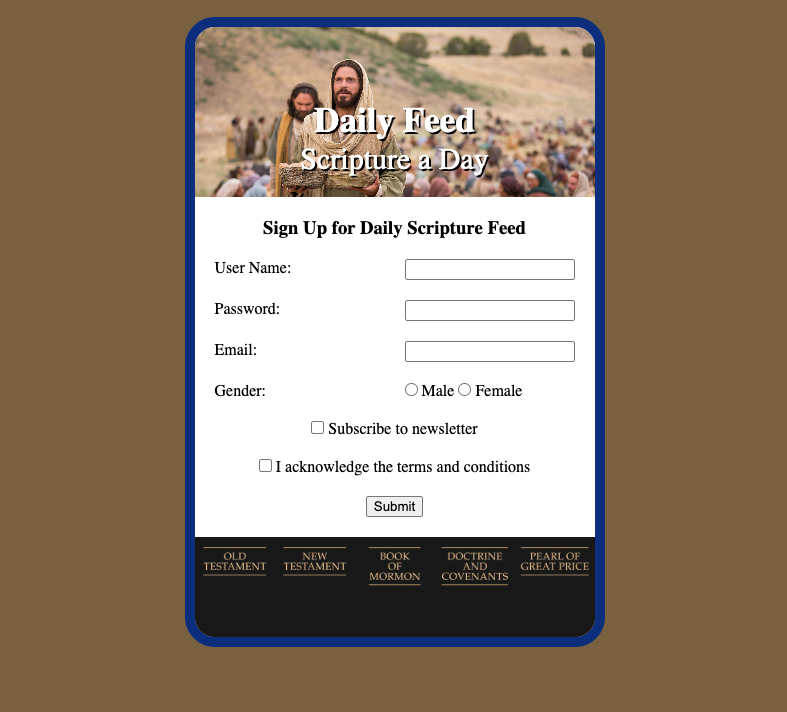 Daily Feed
Scripture a Day
Sign Up for Daily Scripture Feed
User Name:
Password:
Email:
Gender: Male Female
Subscribe to newsletter
I acknowledge the terms and conditions
Submit
OLD
TESTAMENT
NEW
TESTAMENT
BOOK
OF
MORMON
DOCTRINE
AND
COVENANTS
PEARL OF
GREAT PRICE